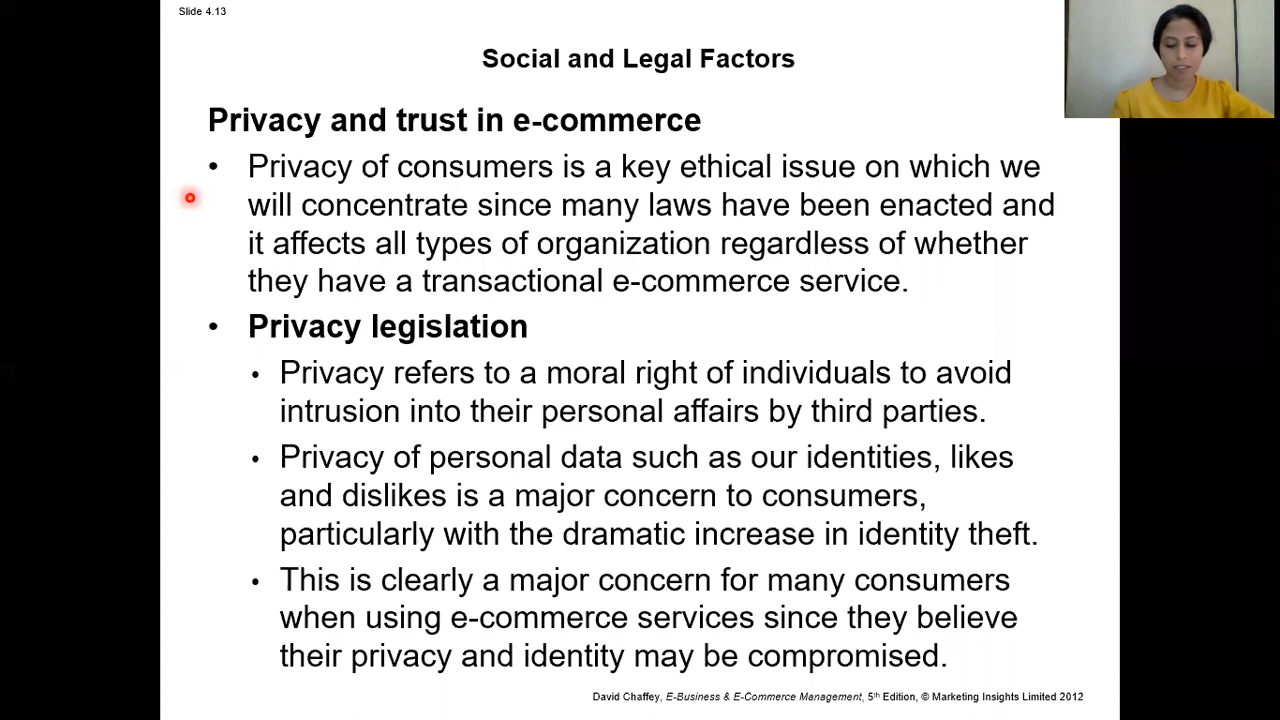 Slide 4.13
Social and Legal Factors
Privacy and trust in e-commerce
• Privacy of consumers is a key ethical issue on which we
will concentrate since many laws have been enacted and
it affects all types of organization regardless of whether
they have a transactional e-commerce service.
• Privacy legislation
• Privacy refers to a moral right of individuals to avoid
intrusion into their personal affairs by third parties.
• Privacy of personal data such as our identities, likes
and dislikes is a major concern to consumers,
particularly with the dramatic increase in identity theft.
• This is clearly a major concern for many consumers
when using e-commerce services since they believe
their privacy and identity may be compromised.
David Chaffey, E-Business & E-Commerce Management, 5th Edition, © Marketing Insights Limited 2012